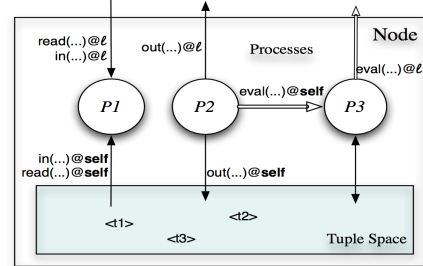 Node
read(...)@ℓ
in(...)@ℓ
out(...)@ℓ
Processes
eval(...)@ℓ
eval(...)@self
P1
P2
P3
in(...)@self
read(...)@self
out(...)@self
<t1>
<t2>
<t3>
Tuple Space